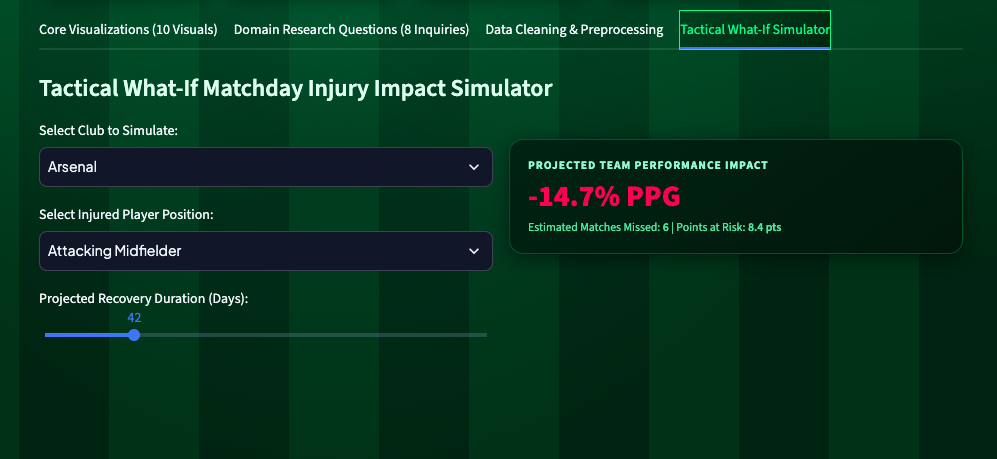 Core Visualizations (10 Visuals) Domain Research Questions (8 Inquiries) Data Cleaning & Preprocessing Tactical What-If Simulator
Tactical What-If Matchday Injury Impact Simulator
Select Club to Simulate:
Arsenal
Select Injured Player Position:
Attacking Midfielder
Projected Recovery Duration (Days):
42
PROJECTED TEAM PERFORMANCE IMPACT
-14.7% PPG
Estimated Matches Missed: 6 | Points at Risk: 8.4 pts